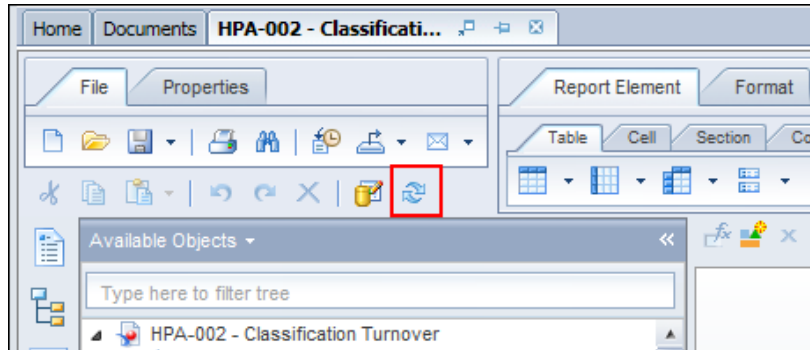 Home Documents HPA-002 - Classificati...
File Properties
Report Element Format
Table Cell Section
Available Objects
Type here to filter tree
HPA-002 - Classification Turnover